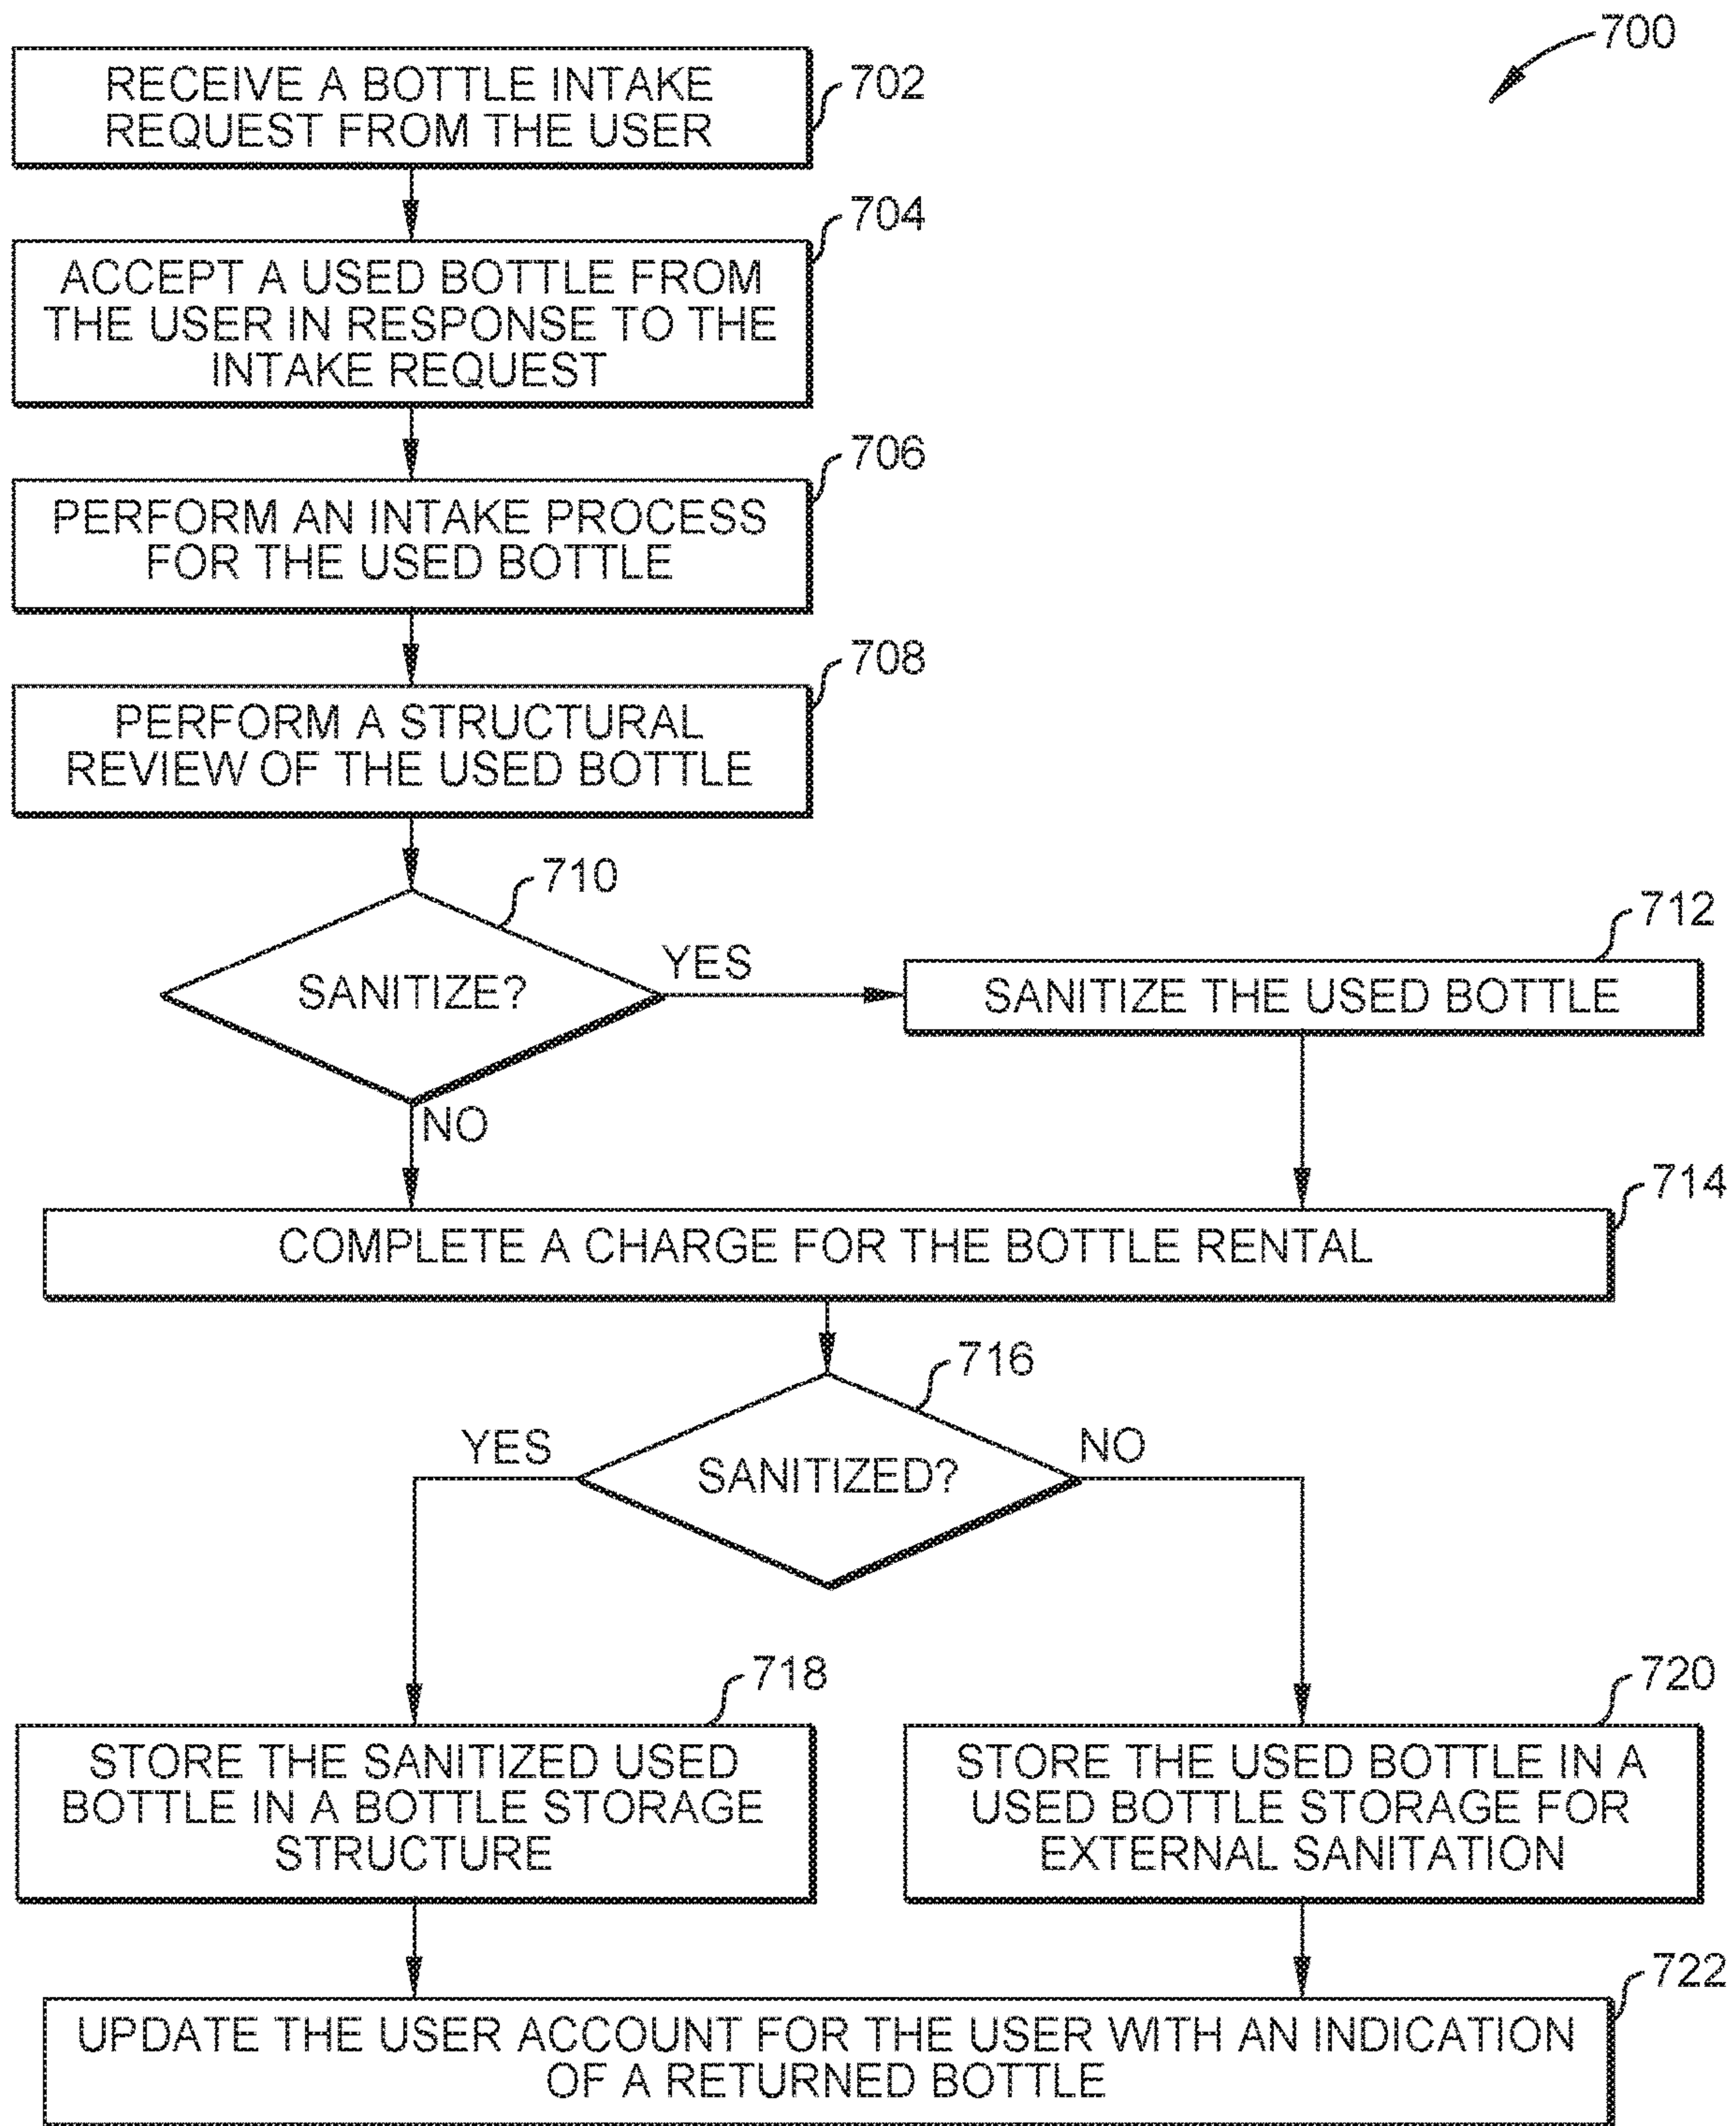 700
RECEIVE A BOTTLE INTAKE
REQUEST FROM THE USER
702
704
ACCEPT A USED BOTTLE FROM
THE USER IN RESPONSE TO THE
INTAKE REQUEST
706
PERFORM AN INTAKE PROCESS
FOR THE USED BOTTLE
708
PERFORM A STRUCTURAL
REVIEW OF THE USED BOTTLE
710
SANITIZE?
YES
712
SANITIZE THE USED BOTTLE
NO
714
COMPLETE A CHARGE FOR THE BOTTLE RENTAL
716
SANITIZED?
YES
NO
718
STORE THE SANITIZED USED
BOTTLE IN A BOTTLE STORAGE
STRUCTURE
720
STORE THE USED BOTTLE IN A
USED BOTTLE STORAGE FOR
EXTERNAL SANITATION
722
UPDATE THE USER ACCOUNT FOR THE USER WITH AN INDICATION
OF A RETURNED BOTTLE